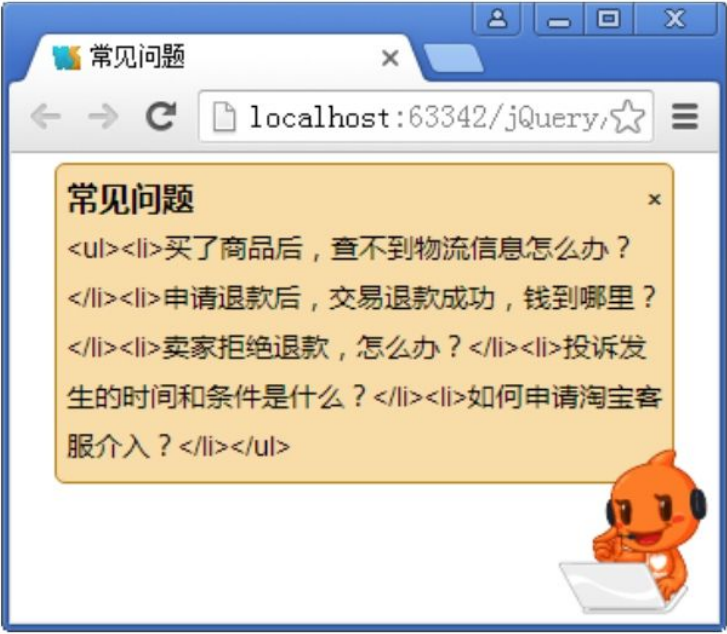 常见问题
localhost:63342/jQuery/
常见问题 ×
<ul><li>买了商品后，查不到物流信息怎么办？
</li><li>申请退款后，交易退款成功，钱到哪里？
</li><li>卖家拒绝退款，怎么办？</li><li>投诉发
生的时间和条件是什么？</li><li>如何申请淘宝客
服介入？</li></ul>